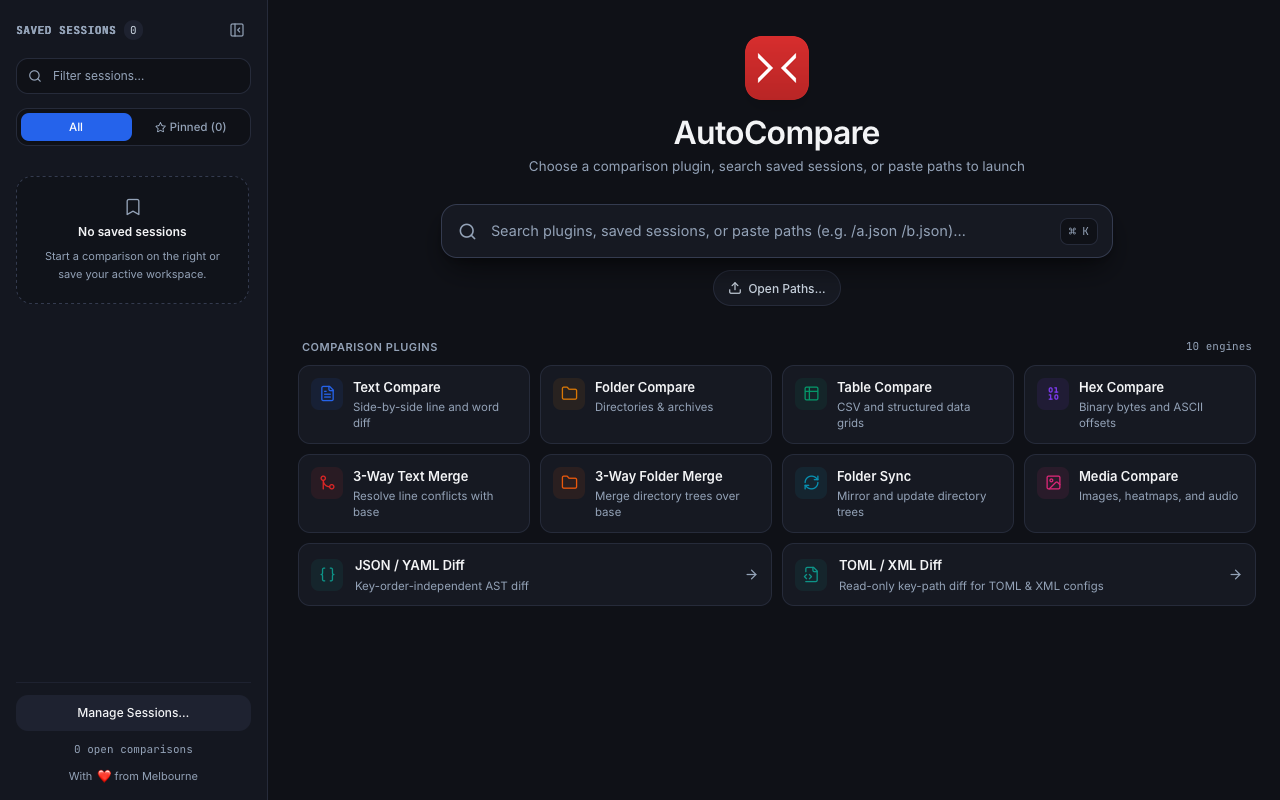 SAVED SESSIONS 0
Filter sessions...
All
Pinned (0)
No saved sessions
Start a comparison on the right or
save your active workspace.
Manage Sessions...
0 open comparisons
With ❤️ from Melbourne
AutoCompare
Choose a comparison plugin, search saved sessions, or paste paths to launch
Search plugins, saved sessions, or paste paths (e.g. /a.json /b.json)...
⌘ K
Open Paths...
COMPARISON PLUGINS
10 engines
Text Compare
Side-by-side line and word
diff
Folder Compare
Directories & archives
Table Compare
CSV and structured data
grids
01
10
Hex Compare
Binary bytes and ASCII
offsets
3-Way Text Merge
Resolve line conflicts with
base
3-Way Folder Merge
Merge directory trees over
base
Folder Sync
Mirror and update directory
trees
Media Compare
Images, heatmaps, and audio
JSON / YAML Diff
Key-order-independent AST diff
TOML / XML Diff
Read-only key-path diff for TOML & XML configs